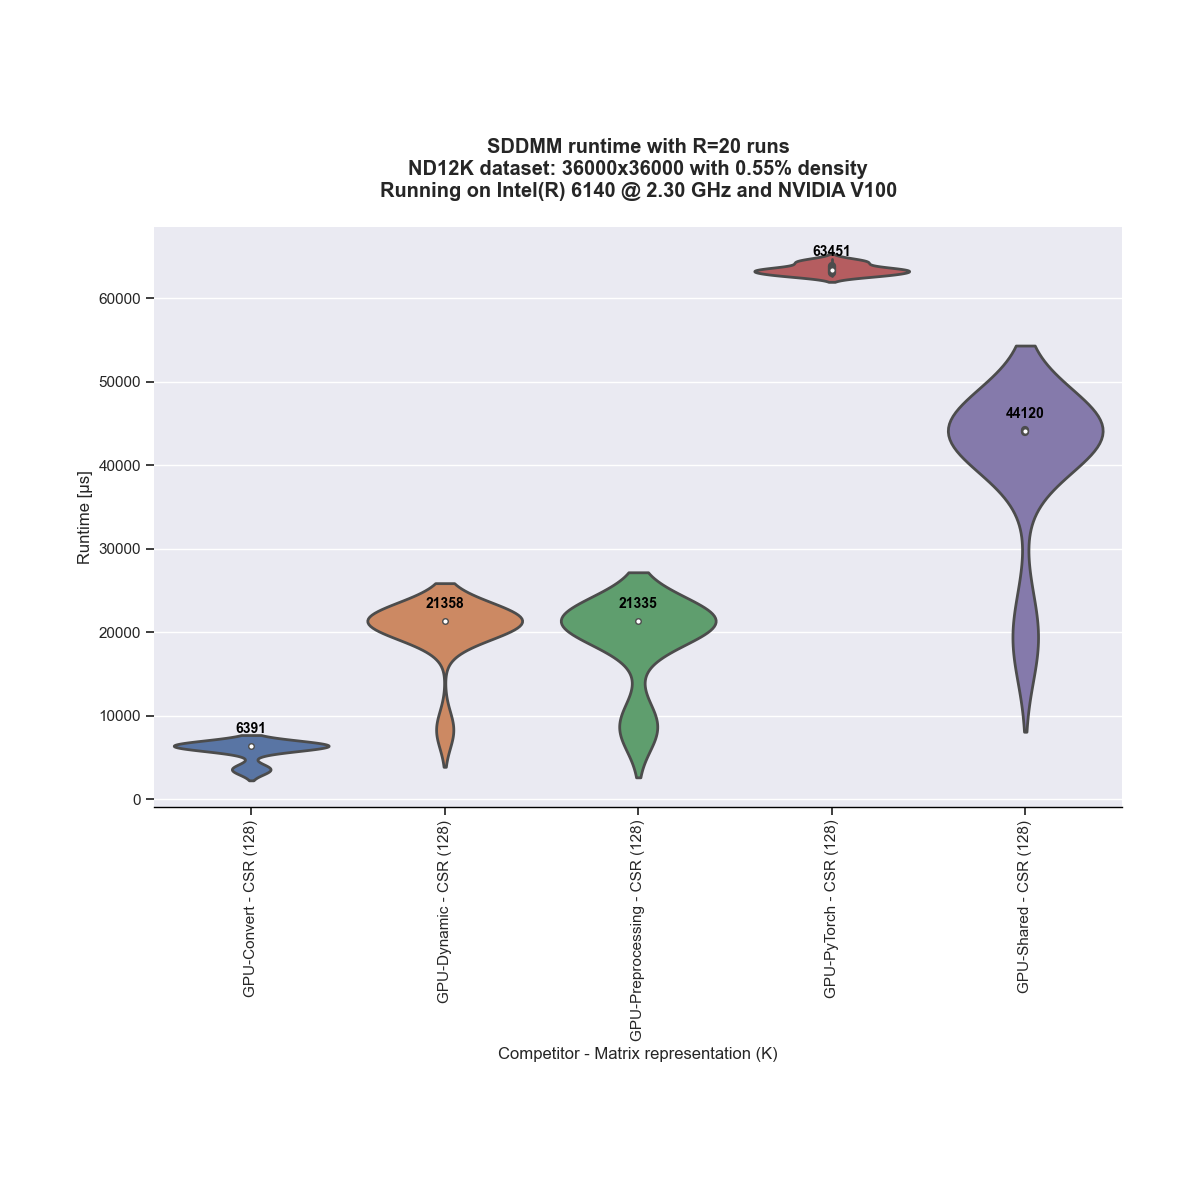 SDDMM runtime with R=20 runs
ND12K dataset: 36000x36000 with 0.55% density
Running on Intel(R) 6140 @ 2.30 GHz and NVIDIA V100
63451
60000
50000
44120
40000
Runtime [μs]
30000
21358
21335
20000
10000
6391
0
GPU-Convert - CSR (128)
GPU-Dynamic - CSR (128)
GPU-Preprocessing - CSR (128)
GPU-PyTorch - CSR (128)
GPU-Shared - CSR (128)
Competitor - Matrix representation (K)